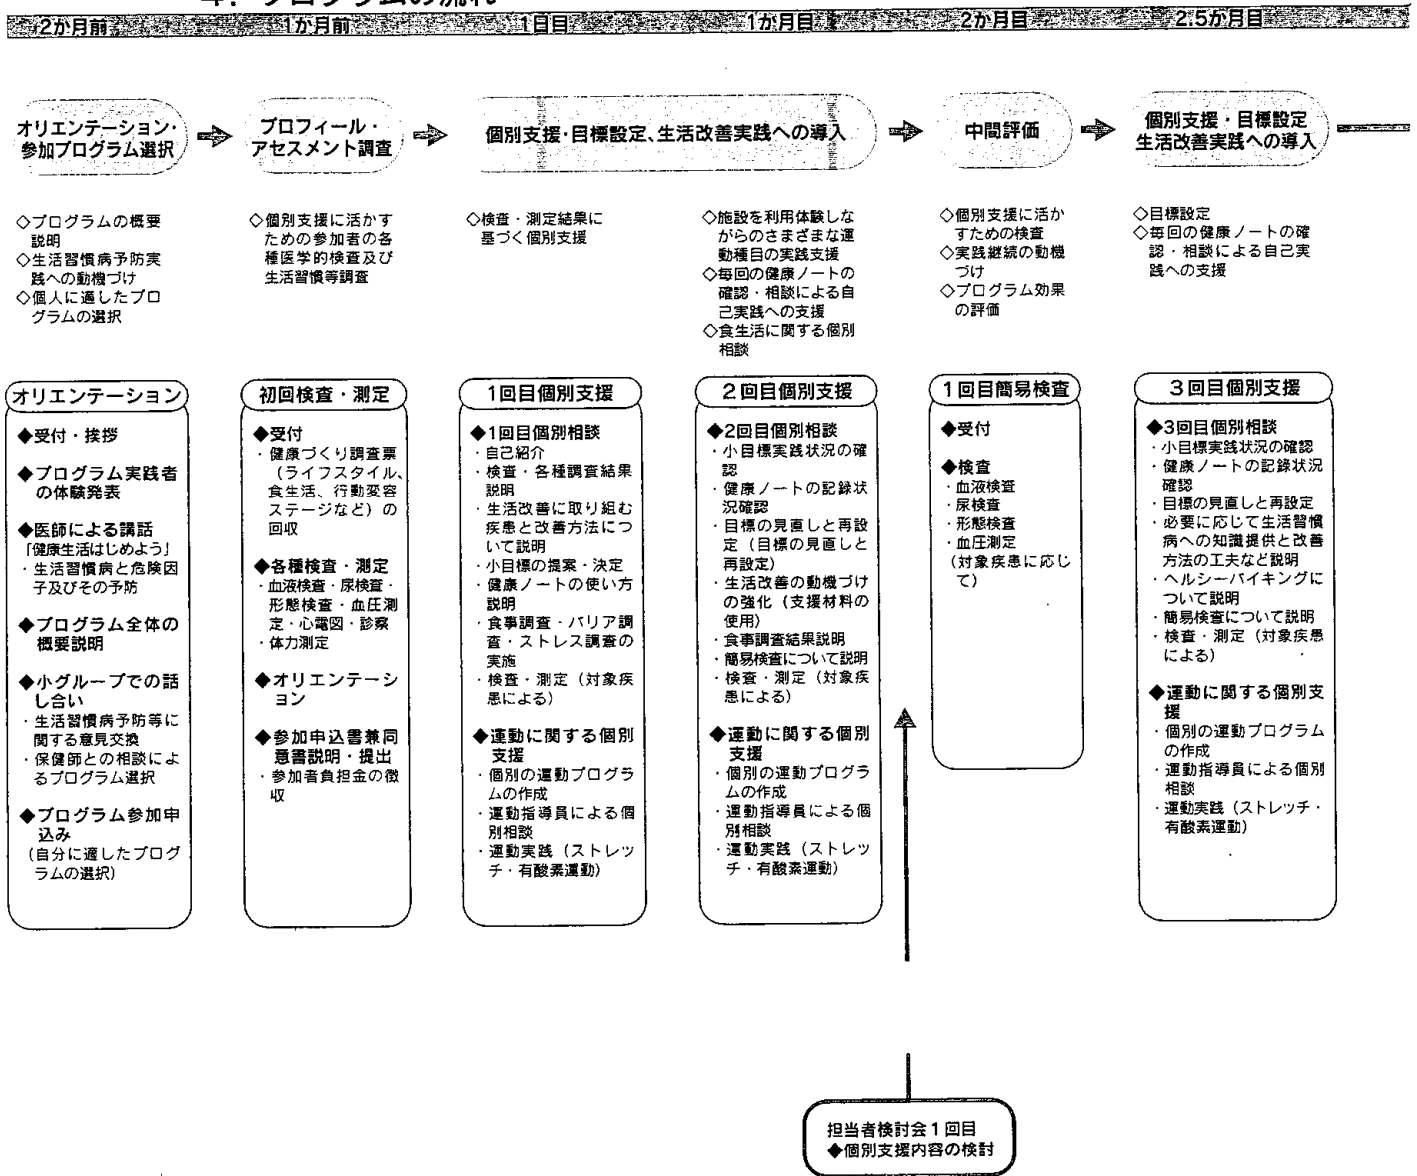 4. プログラムの流れ
2か月前
1か月前
1日目
1か月目
2か月目
2.5か月目
オリエンテーション・
参加プログラム選択
プロフィール・
アセスメント調査
個別支援・目標設定、生活改善実践への導入
中間評価
個別支援・目標設定
生活改善実践への導入
◇プログラムの概要
説明
◇生活習慣病予防実
践への動機づけ
◇個人に適したプロ
グラムの選択
◇個別支援に活かす
ための参加者の各
種医学的検査及び
生活習慣等調査
◇検査・測定結果に
基づく個別支援
◇施設を利用体験しな
がらのさまざまな運
動種目の実践支援
◇毎回の健康ノートの
確認・相談による自
己実践への支援
◇食生活に関する個別
相談
◇個別支援に活か
すための検査
◇実践継続の動機
づけ
◇プログラム効果
の評価
◇目標設定
◇毎回の健康ノートの確
認・相談による自己実
践への支援
オリエンテーション
◆受付・挨拶
◆プログラム実践者
の体験発表
◆医師による講話
「健康生活はじめよう」
・生活習慣病と危険因
子及びその予防
◆プログラム全体の
概要説明
◆小グループでの話
し合い
・生活習慣病予防等に
関する意見交換
・保健師との相談によ
るプログラム選択
◆プログラム参加申
込み
(自分に適したプログ
ラムの選択)
初回検査・測定
◆受付
・健康づくり調査票
(ライフスタイル、
食生活、行動変容
ステージなど)の
回収
◆各種検査・測定
・血液検査・尿検査・
形態検査・血圧測
定・心電図・診察
・体力測定
◆オリエンテーシ
ョン
◆参加申込書兼同
意書説明・提出
・参加者負担金の徴
収
1回目個別支援
◆1回目個別相談
・自己紹介
・検査・各種調査結果
説明
・生活改善に取り組む
疾患と改善方法につ
いて説明
・小目標の提案・決定
・健康ノートの使い方
説明
・食事調査・バリア調
査・ストレス調査の
実施
・検査・測定(対象疾
患による)
◆運動に関する個別
支援
・個別の運動プログラ
ムの作成
・運動指導員による個
別相談
・運動実践(ストレッ
チ・有酸素運動)
2回目個別支援
◆2回目個別相談
・小目標実践状況の確
認
・健康ノートの記録状
況確認
・目標の見直しと再設
定(目標の見直しと
再設定)
・生活改善の動機づけ
の強化(支援材料の
使用)
・食事調査結果説明
・簡易検査について説明
・検査・測定(対象疾
患による)
◆運動に関する個別
支援
・個別の運動プログラ
ムの作成
・運動指導員による個
別相談
・運動実践(ストレッ
チ・有酸素運動)
1回目簡易検査
◆受付
◆検査
・血液検査
・尿検査
・形態検査
・血圧測定
(対象疾患に応じ
て)
3回目個別支援
◆3回目個別相談
・小目標実践状況の確認
・健康ノートの記録状況
確認
・目標の見直しと再設定
・必要に応じて生活習慣
病への知識提供と改善
方法の工夫など説明
・ヘルシーバイキングに
ついて説明
・簡易検査について説明
・検査・測定(対象疾患
による)
◆運動に関する個別支
援
・個別の運動プログラム
の作成
・運動指導員による個別
相談
・運動実践(ストレッチ・
有酸素運動)
担当者検討会1回目
◆個別支援内容の検討